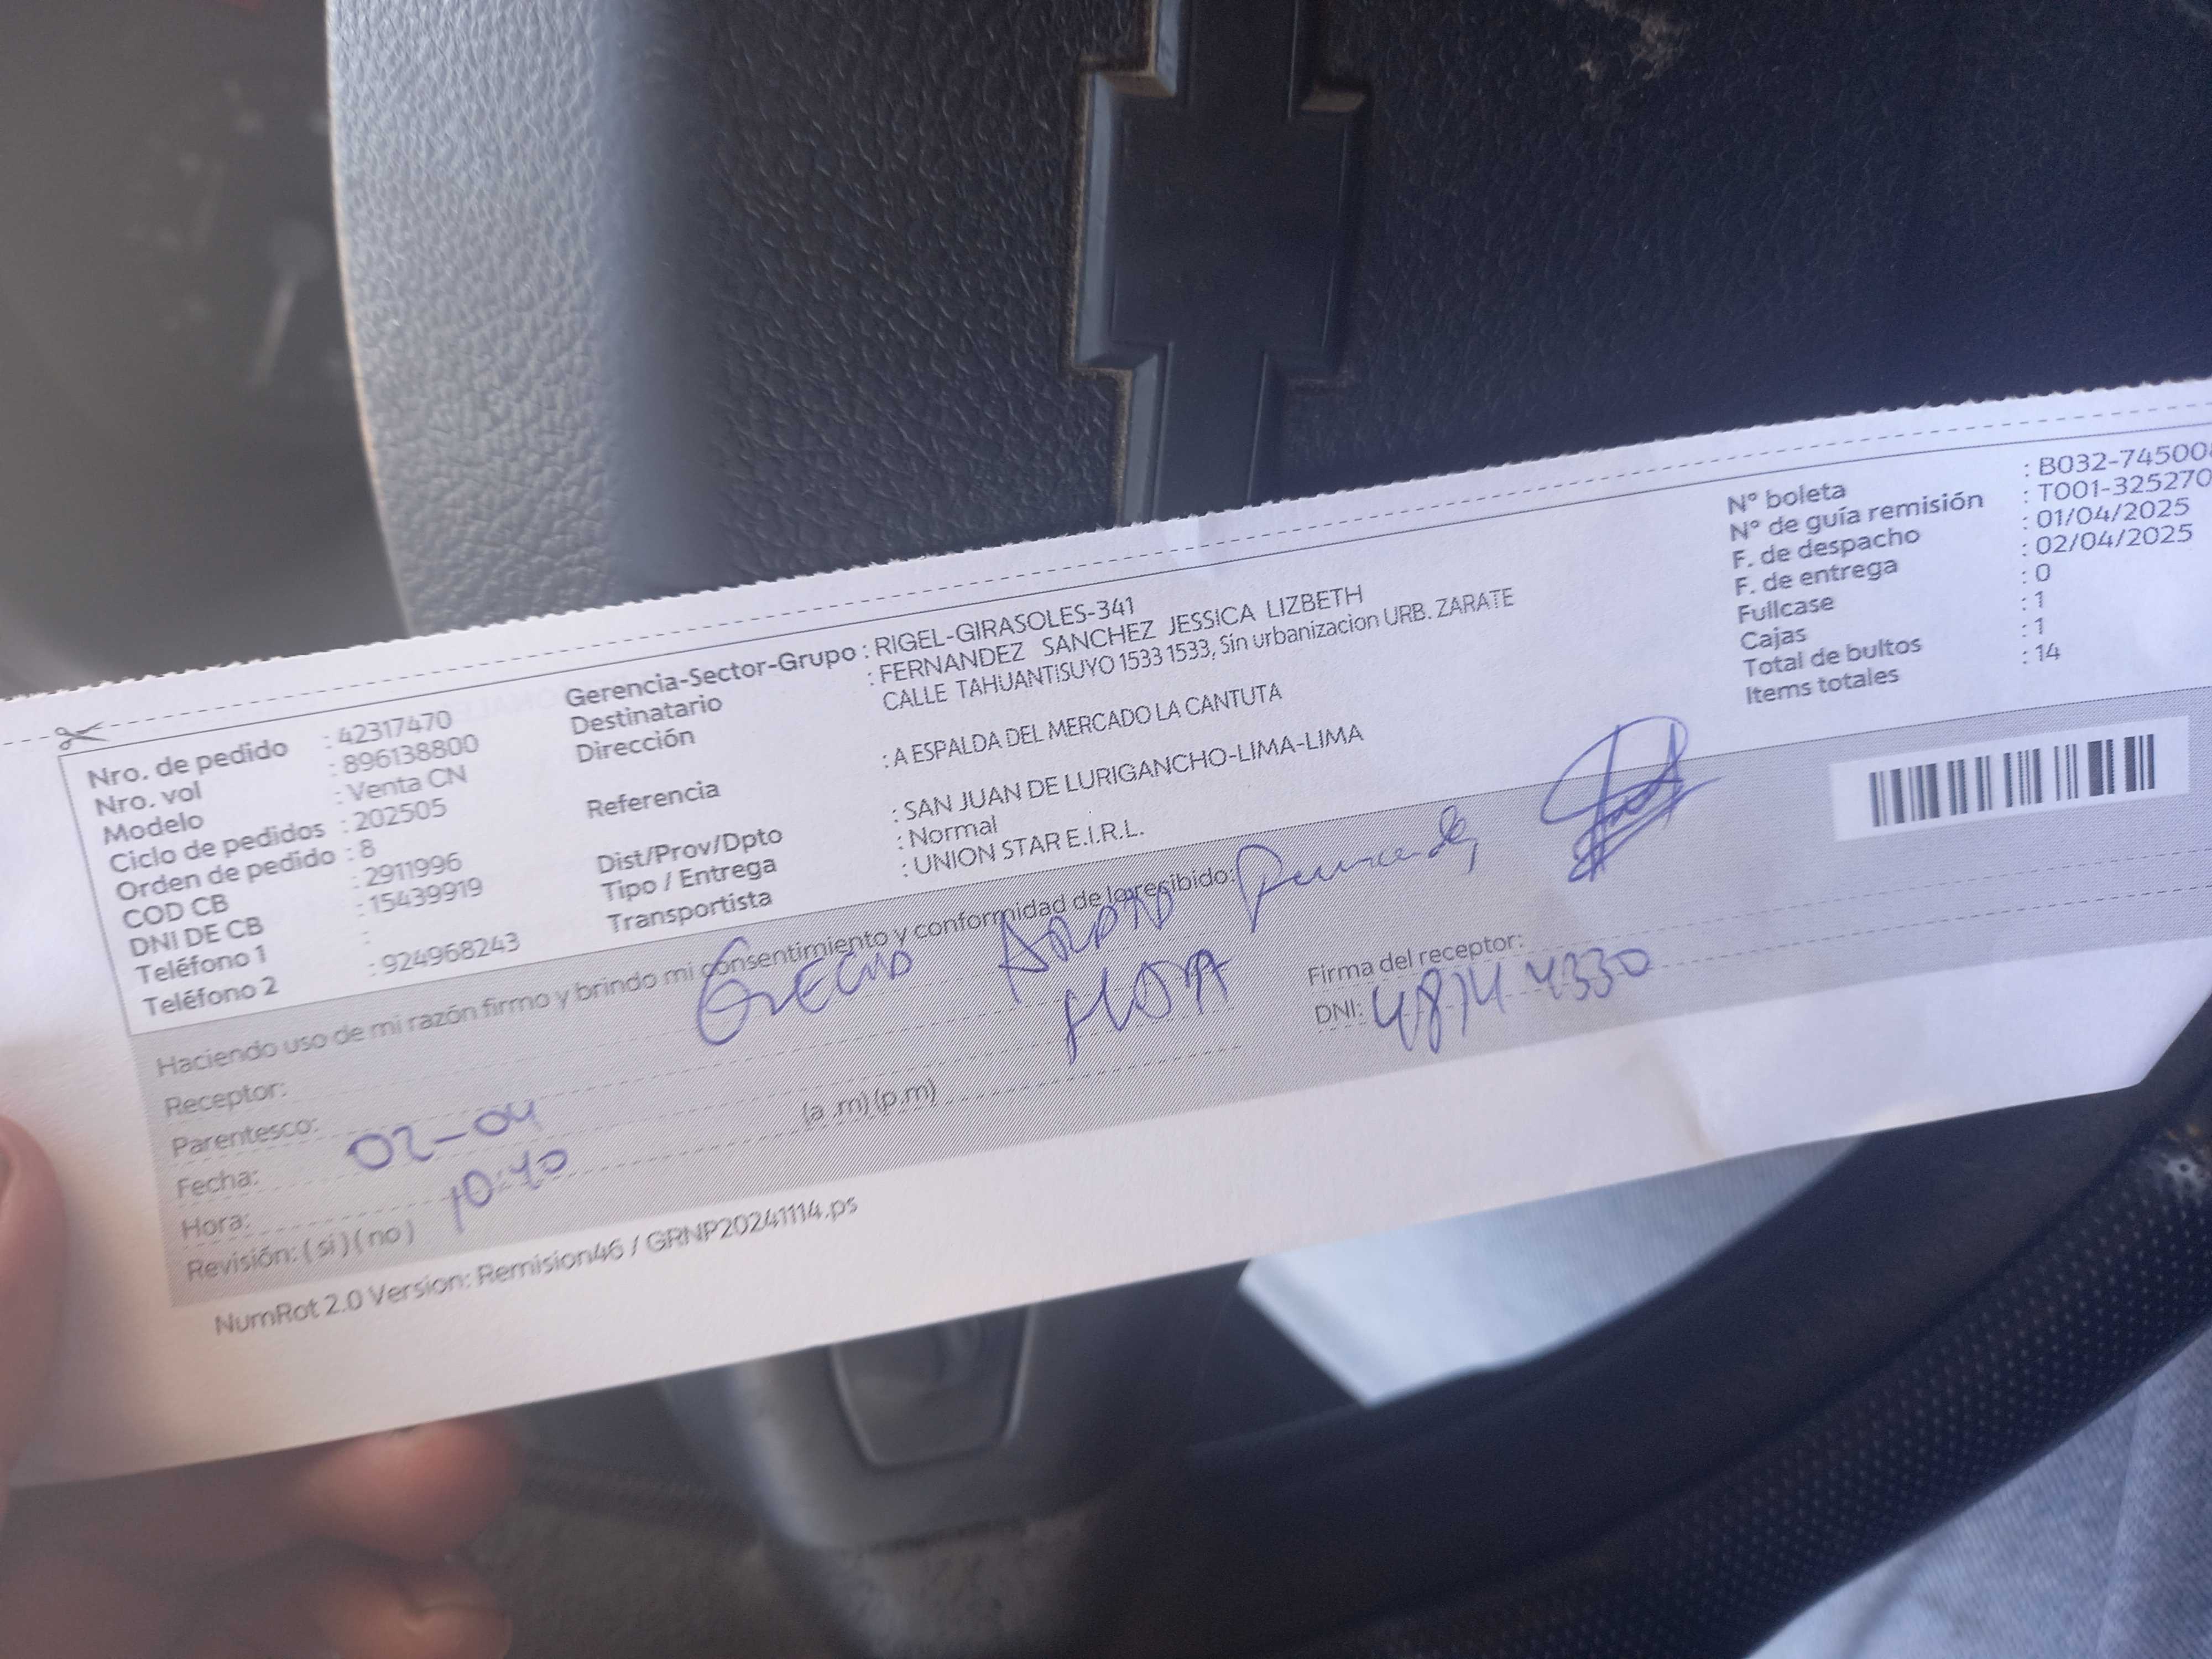 Nro. de pedido : 42317470
Nro. vol : 896138800
Modelo : Venta CN
Ciclo de pedidos : 202505
Orden de pedido : 8
COD CB : 2911996
DNI DE CB : 15439919
Teléfono 1 :
Teléfono 2 : 924968243
Gerencia-Sector-Grupo : RIGEL-GIRASOLES-341
Destinatario : FERNANDEZ SANCHEZ JESSICA LIZBETH
Dirección CALLE TAHUANTISUYO 1533 1533, Sin urbanizacion URB. ZARATE
Referencia : A ESPALDA DEL MERCADO LA CANTUTA
Dist/Prov/Dpto : SAN JUAN DE LURIGANCHO-LIMA-LIMA
Tipo / Entrega : Normal
Transportista : UNION STAR E.I.R.L.
N° boleta : B032-74500
N° de guía remisión : T001-325270
F. de despacho : 01/04/2025
F. de entrega : 02/04/2025
Fullcase : 0
Cajas : 1
Total de bultos : 1
Items totales : 14
Haciendo uso de mi razón firmo y brindo mi consentimiento y conformidad de lo resibido:
Receptor:
Parentesco:
Fecha: 02-04
Hora: 10:40 (a .m) (p.m)
Revisión: ( si ) ( no )
Firma del receptor:
DNI: 48144330
NumRot 2.0 Version: Remision46 / GRNP20241114.ps